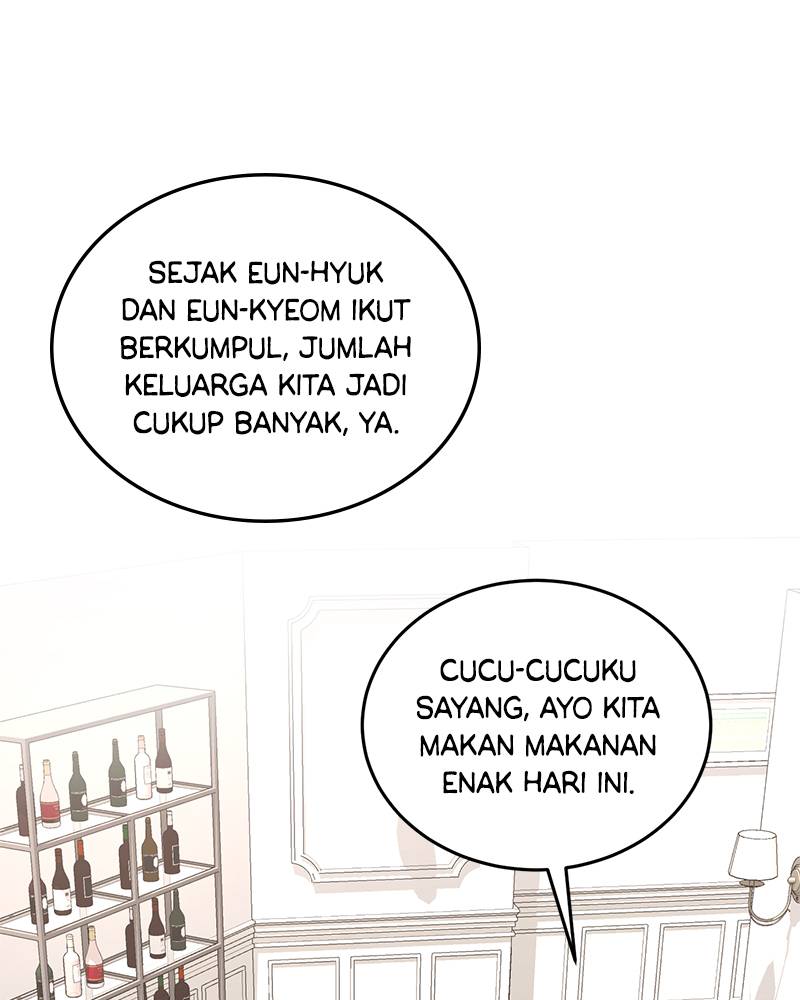 SEJAK EUN-HYUK
DAN EUN-KYEOM IKUT
BERKUMPUL, JUMLAH
KELUARGA KITA JADI
CUKUP BANYAK, YA.
CUCU-CUCUKU
SAYANG, AYO KITA
MAKAN MAKANAN
ENAK HARI INI.